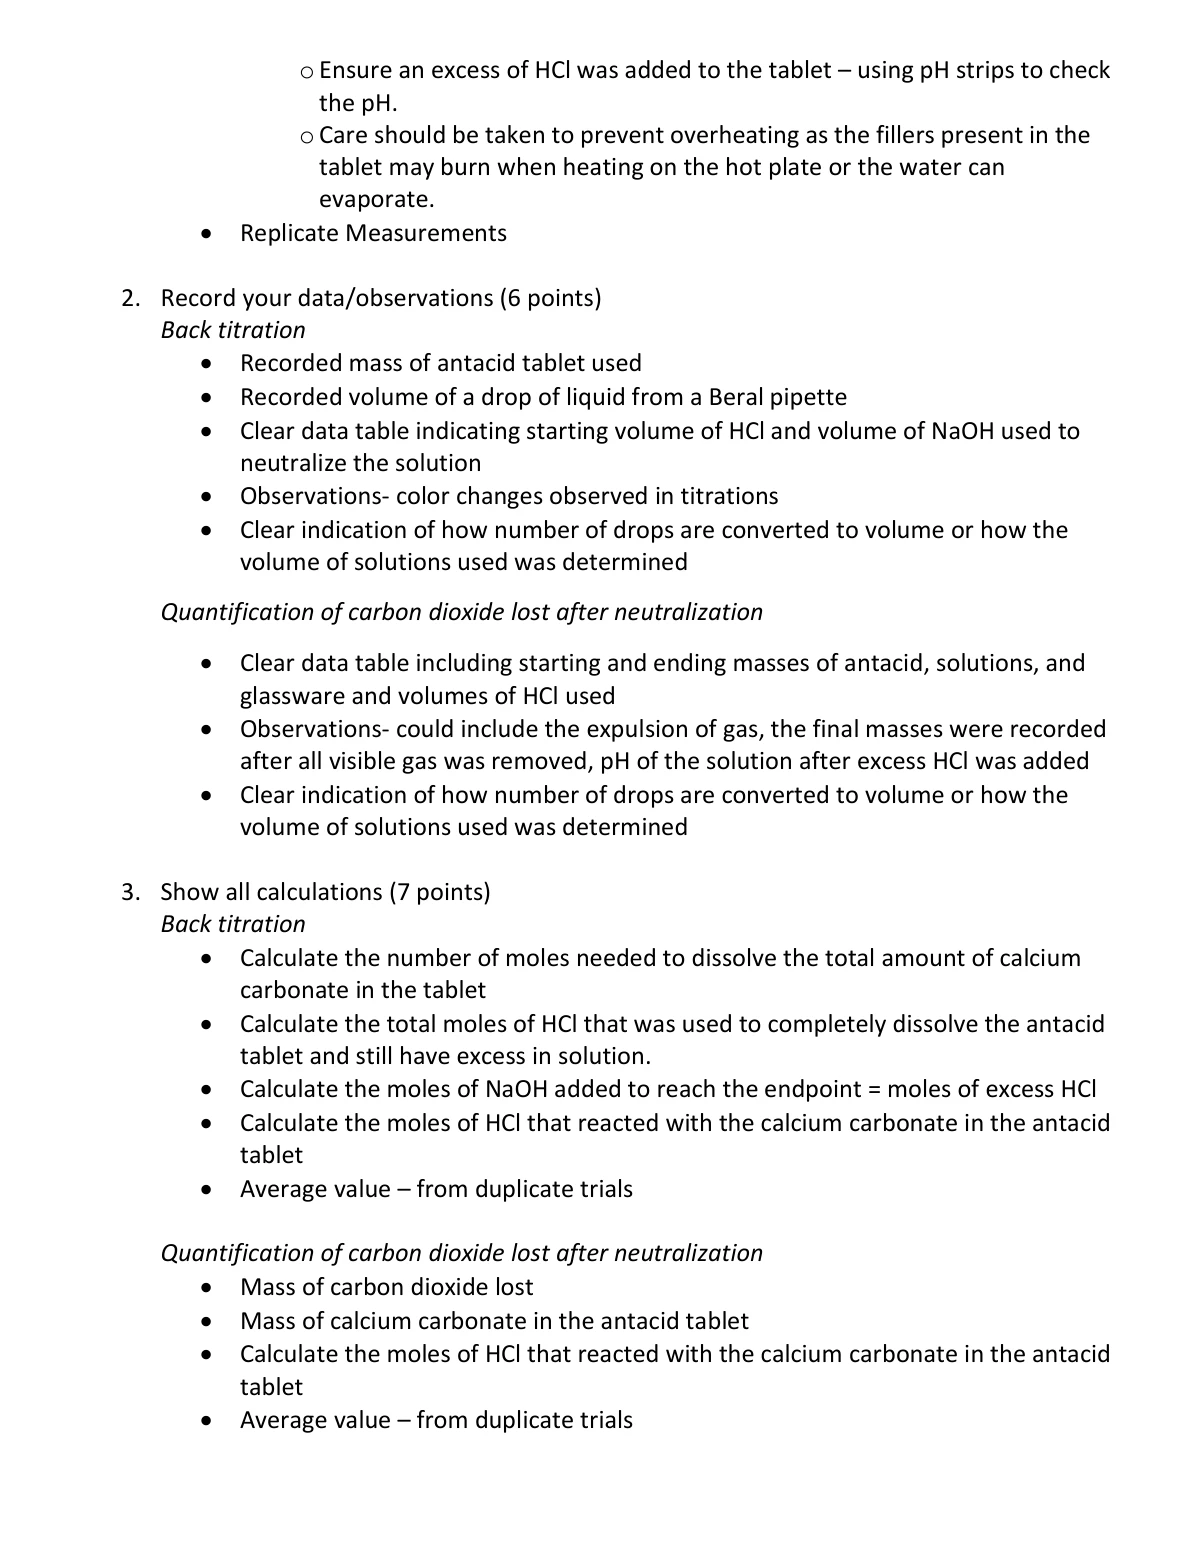 ○ Ensure an excess of HCl was added to the tablet – using pH strips to check
the pH.
○ Care should be taken to prevent overheating as the fillers present in the
tablet may burn when heating on the hot plate or the water can
evaporate.
• Replicate Measurements
2. Record your data/observations (6 points)
Back titration
• Recorded mass of antacid tablet used
• Recorded volume of a drop of liquid from a Beral pipette
• Clear data table indicating starting volume of HCl and volume of NaOH used to
neutralize the solution
• Observations- color changes observed in titrations
• Clear indication of how number of drops are converted to volume or how the
volume of solutions used was determined
Quantification of carbon dioxide lost after neutralization
• Clear data table including starting and ending masses of antacid, solutions, and
glassware and volumes of HCl used
• Observations- could include the expulsion of gas, the final masses were recorded
after all visible gas was removed, pH of the solution after excess HCl was added
• Clear indication of how number of drops are converted to volume or how the
volume of solutions used was determined
3. Show all calculations (7 points)
Back titration
• Calculate the number of moles needed to dissolve the total amount of calcium
carbonate in the tablet
• Calculate the total moles of HCl that was used to completely dissolve the antacid
tablet and still have excess in solution.
• Calculate the moles of NaOH added to reach the endpoint = moles of excess HCl
• Calculate the moles of HCl that reacted with the calcium carbonate in the antacid
tablet
• Average value – from duplicate trials
Quantification of carbon dioxide lost after neutralization
• Mass of carbon dioxide lost
• Mass of calcium carbonate in the antacid tablet
• Calculate the moles of HCl that reacted with the calcium carbonate in the antacid
tablet
• Average value – from duplicate trials